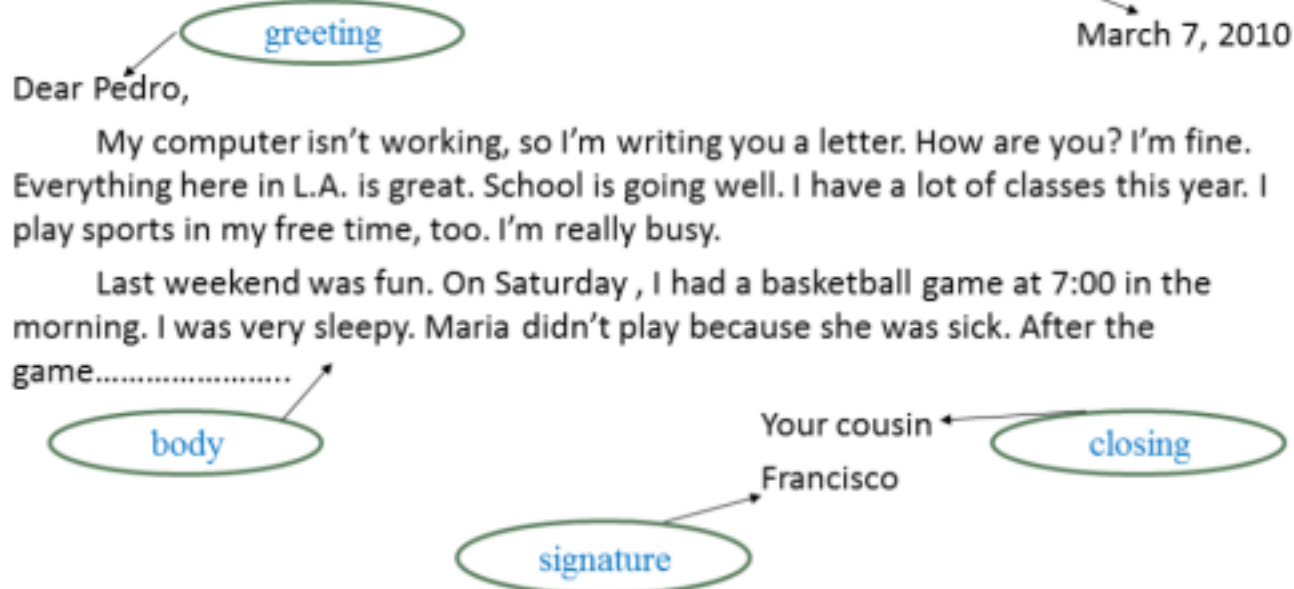 greeting
March 7, 2010
Dear Pedro,
My computer isn’t working, so I’m writing you a letter. How are you? I’m fine.
Everything here in L.A. is great. School is going well. I have a lot of classes this year. I
play sports in my free time, too. I’m really busy.
Last weekend was fun. On Saturday , I had a basketball game at 7:00 in the
morning. I was very sleepy. Maria didn’t play because she was sick. After the
game.......................
body
Your cousin
closing
Francisco
signature